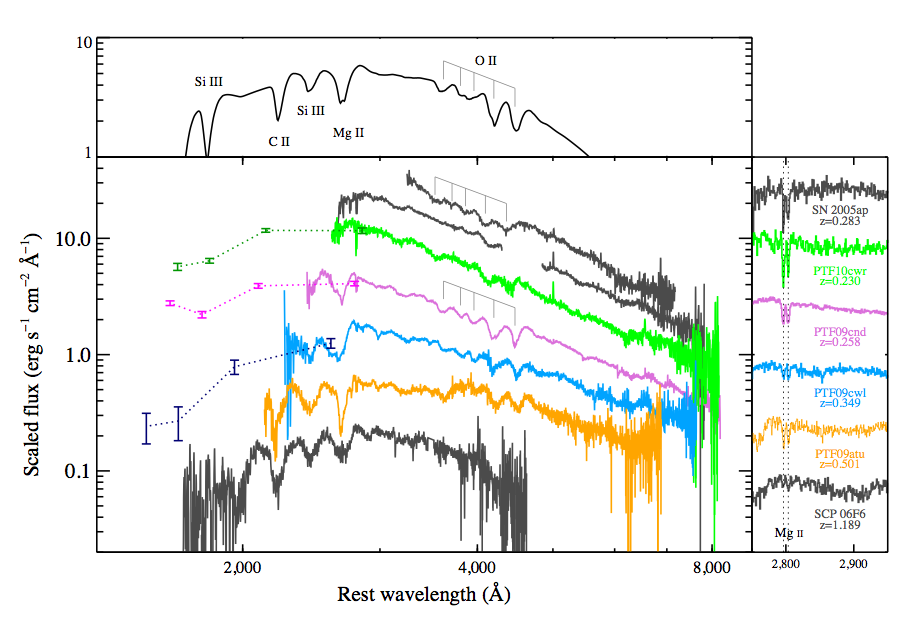 10
1
Si III
C II
Si III
Mg II
O II
Scaled flux (erg s⁻¹ cm⁻² Å⁻¹)
10.0
1.0
0.1
SN 2005ap
z=0.283
PTF10cwr
z=0.230
PTF09cnd
z=0.258
PTF09cwl
z=0.349
PTF09atu
z=0.501
SCP 06F6
z=1.189
Mg II
2,000
4,000
8,000
2,800
2,900
Rest wavelength (Å)